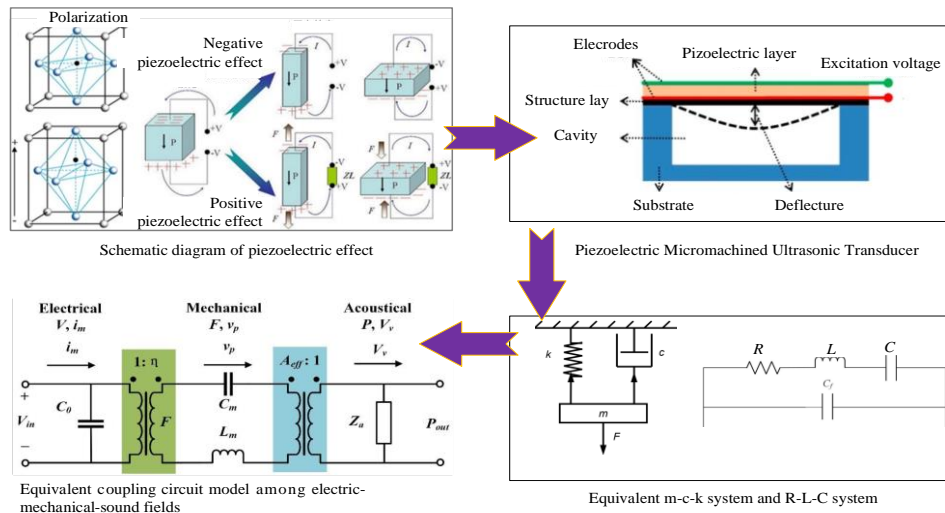 Polarization
Negative
piezoelectric effect
Positive
piezoelectric effect
+
-
P
+V
-V
I
P
+V
-V
I
P
+V
-V
F
I
P
ZL
-V
+V
F
I
F
P
ZL
+V
-V
F
Schematic diagram of piezoelectric effect
Elecrodes
Pizoelectric layer
Excitation voltage
Structure lay
Cavity
Substrate
Deflecture
Piezoelectric Micromachined Ultrasonic Transducer
k
c
m
F
R
L
C
C_f
Equivalent m-c-k system and R-L-C system
Electrical
Mechanical
Acoustical
V, i_m
F, v_p
P, V_v
i_m
v_p
V_v
1: η
A_eff: 1
+
V_in
−
C_0
F
C_m
L_m
Z_a
P_out
Equivalent coupling circuit model among electric-
mechanical-sound fields